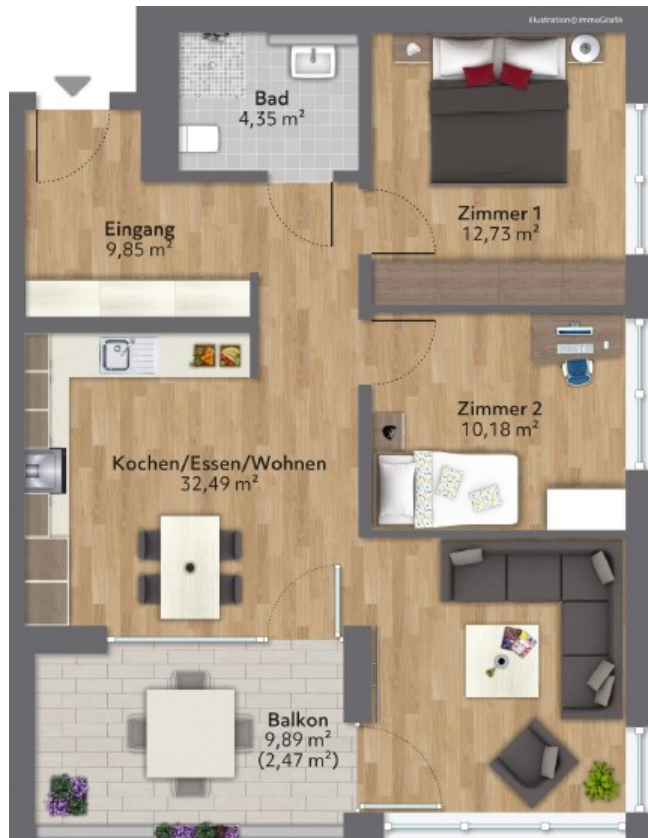 illustration©immoGrafik
Bad
4,35 m²
Eingang
9,85 m²
Zimmer 1
12,73 m²
Zimmer 2
10,18 m²
Kochen/Essen/Wohnen
32,49 m²
Balkon
9,89 m²
(2,47 m²)